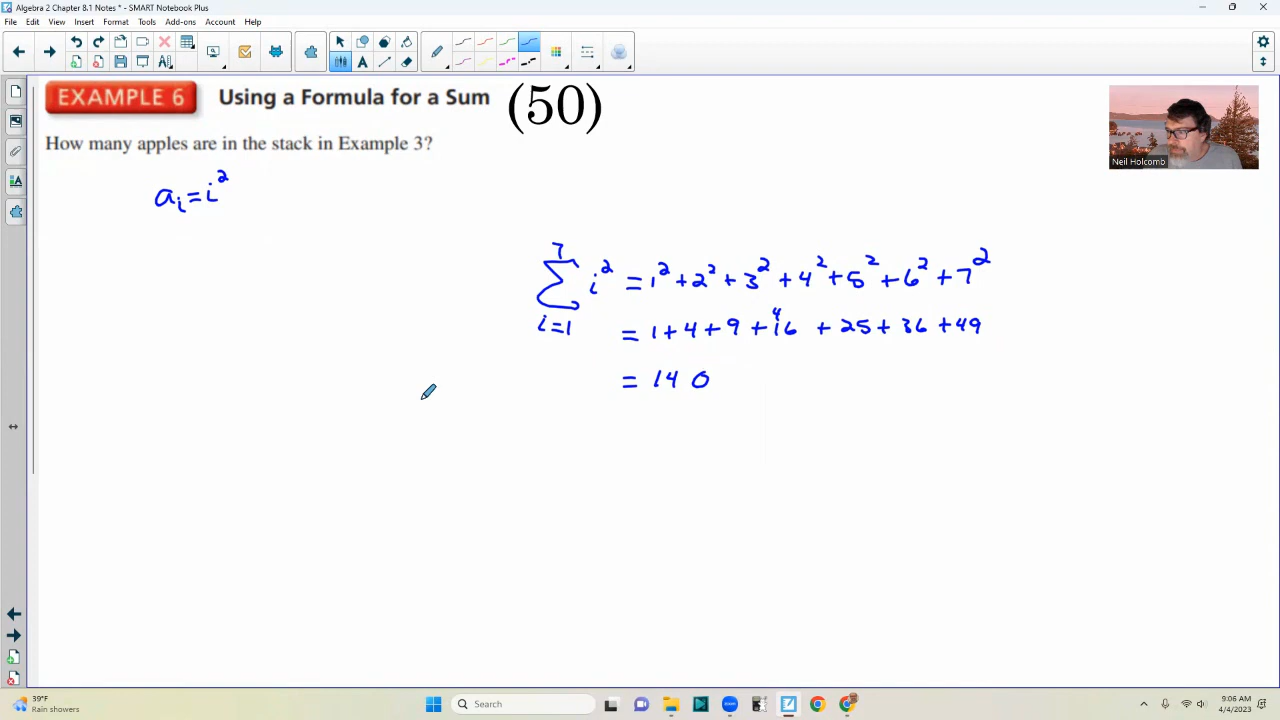 Algebra 2 Chapter 8.1 Notes * - SMART Notebook Plus
File Edit View Insert Format Tools Add-ons Account Help
EXAMPLE 6 Using a Formula for a Sum (50)
How many apples are in the stack in Example 3?
Neil Holcomb
aᵢ = i²
7
∑ i² = 1² + 2² + 3² + 4² + 5² + 6² + 7²
i=1
4
= 1 + 4 + 9 + 16 + 25 + 36 + 49
= 140
39°F
Rain showers
Search
9:06 AM
4/4/2023